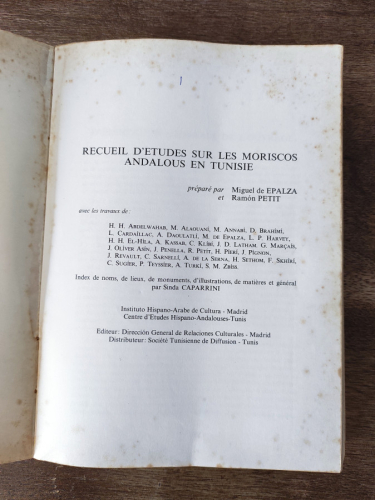 RECUEIL D'ETUDES SUR LES MORISCOS
ANDALOUS EN TUNISIE
préparé par Miguel de EPALZA
et Ramón PETIT
avec les travaux de
H. H. ABDELWAHAB, M. ALAOUANI, M. ANNABI, D. BRAHIMI,
L. CARDAILLAC, A. DAOULATLI, M. DE EPALZA, L. P. HARVEY,
H. H. EL-HILA, A. KASSAB, C. KLIBI, J. D. LATHAM, G. MARÇAIS,
J. OLIVER ASIN, J. PENELLA, R. PETIT, H. PIERI, J. PIGNON,
J. REVAULT, C. SARNELLI, A. DE LA SERNA, H. SETHOM, F. SKHIRI,
C. SUGIER, P. TEYSSIER, A. TURKI, S. M. ZBISS.
Index de noms, de lieux, de monuments, d'illustrations, de matières et général
par Sinda CAPARRINI
Instituto Hispano-Arabe de Cultura - Madrid
Centre d'Etudes Hispano-Andalouses-Tunis
Editeur: Dirección General de Relaciones Culturales - Madrid
Distributeur: Société Tunisienne de Diffusion - Tunis